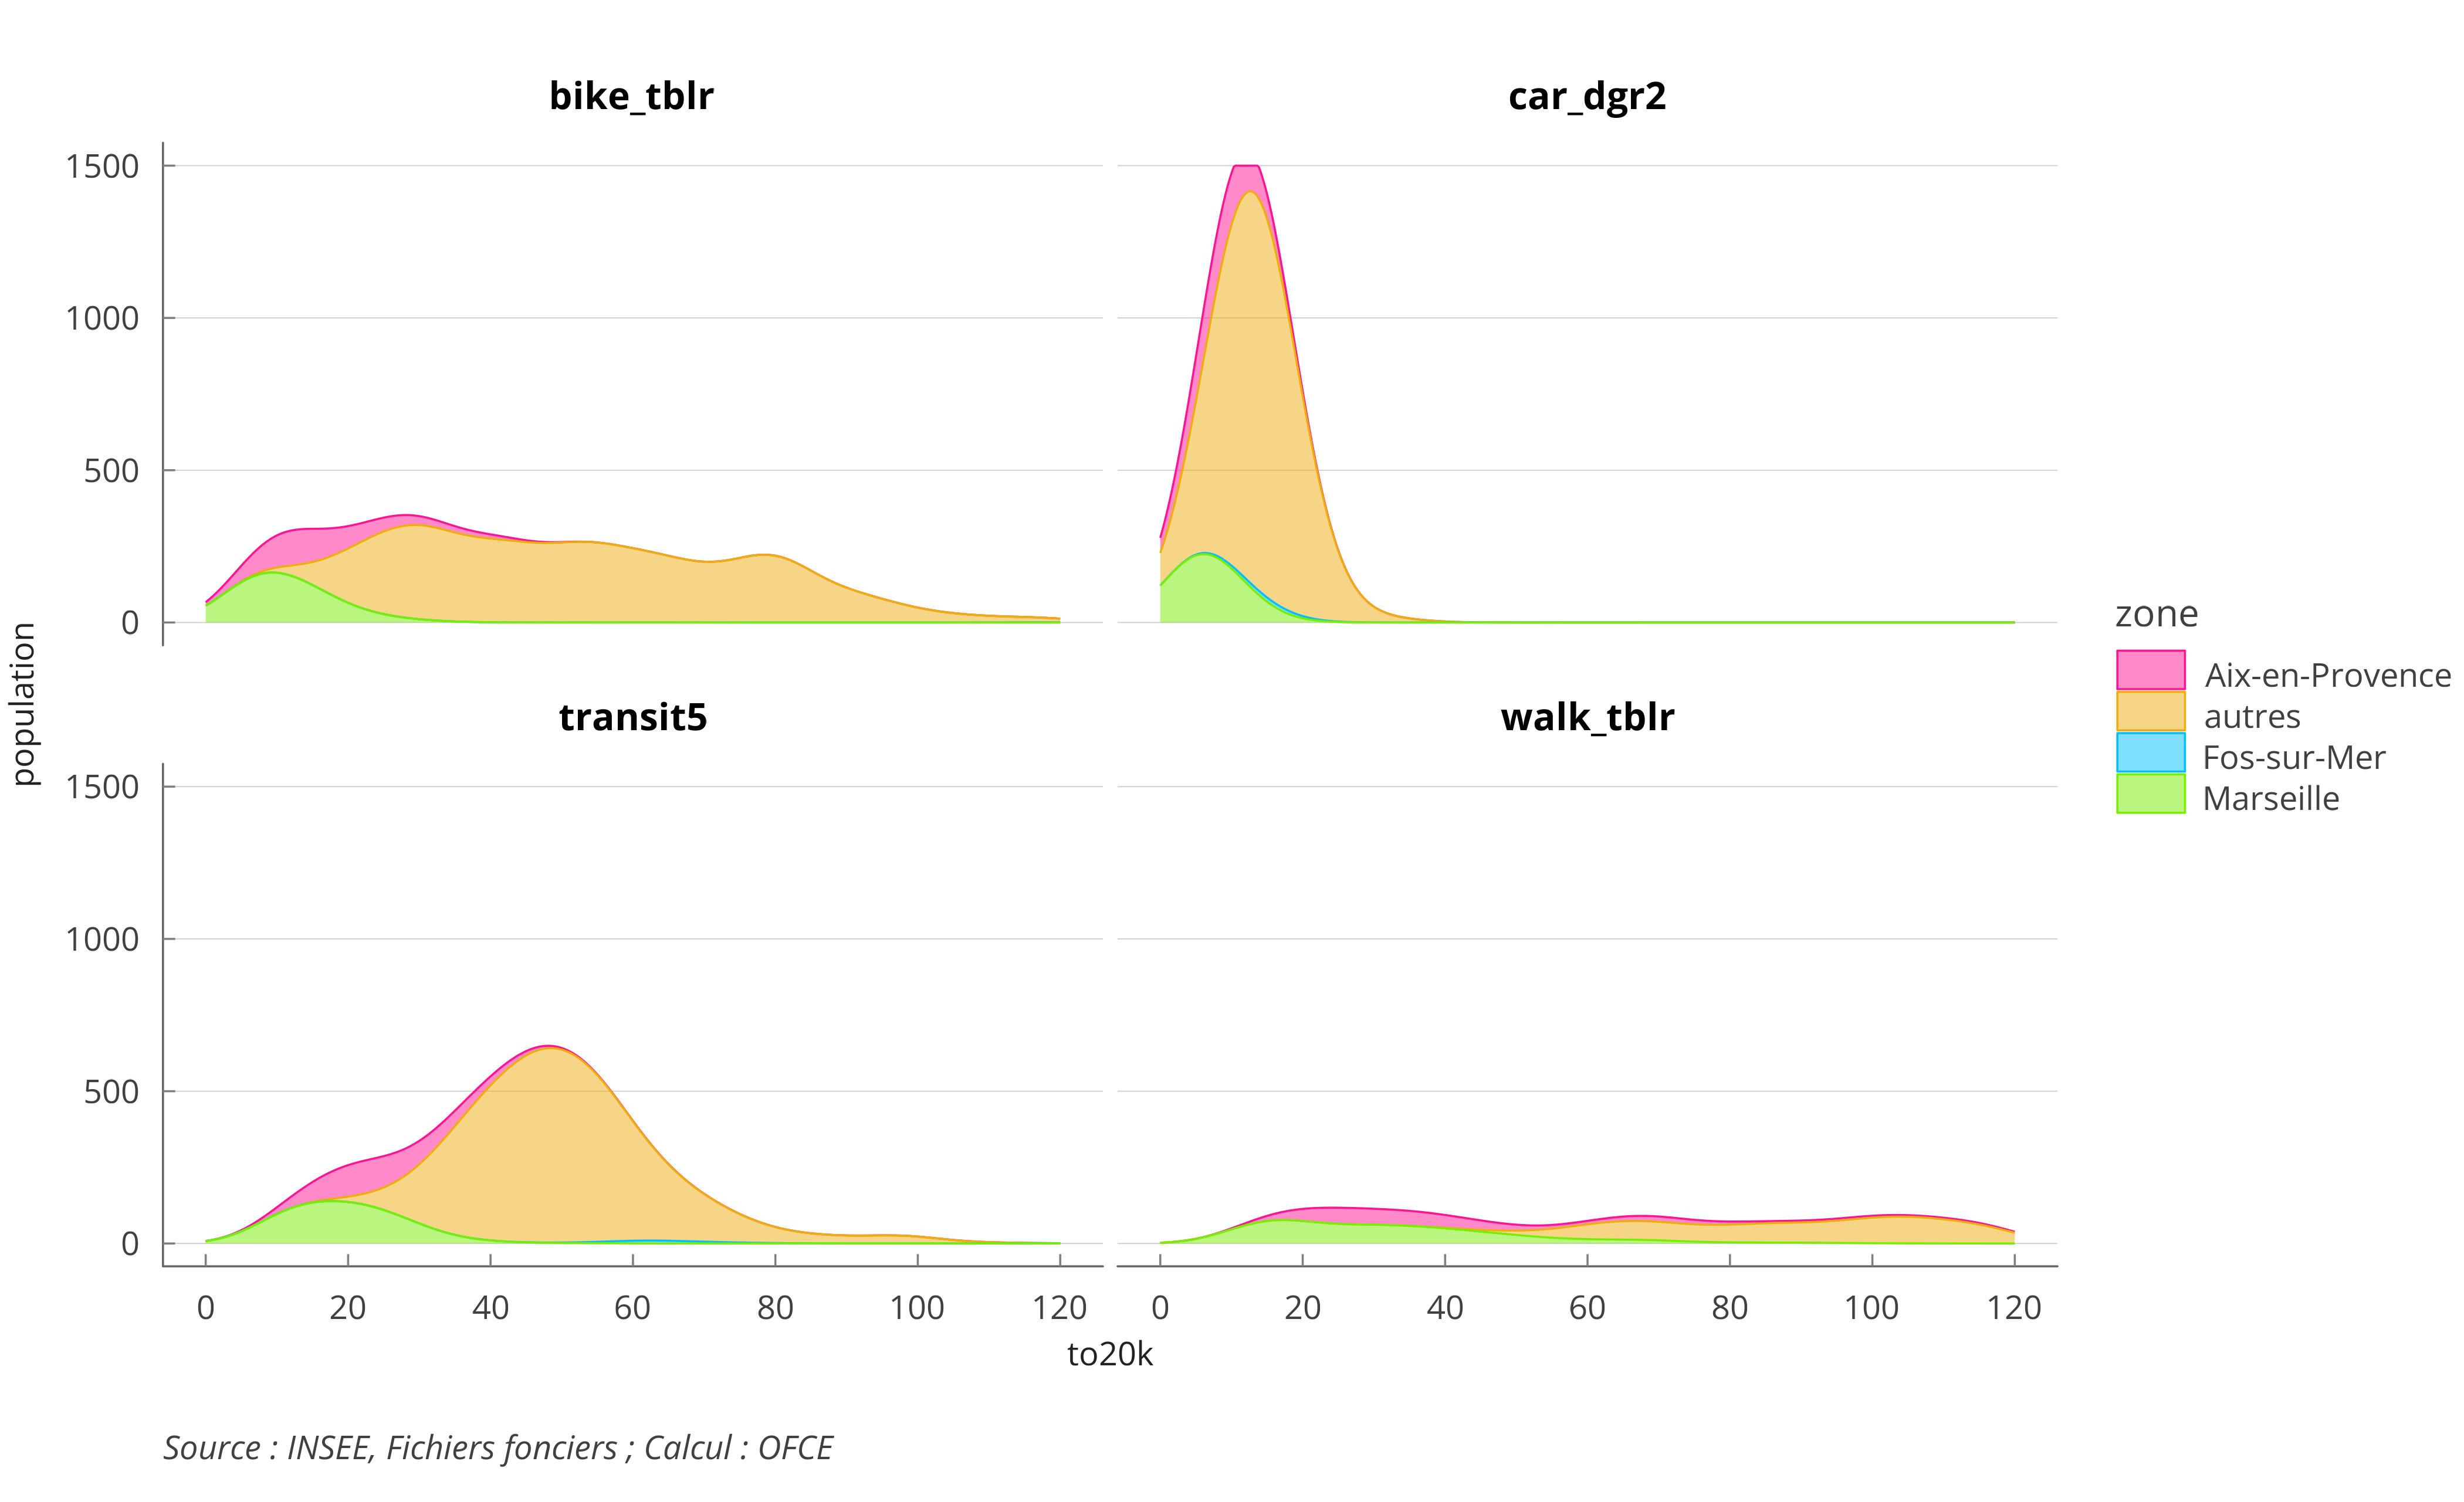 bike_tblr
car_dgr2
1500
1000
500
0
population
transit5
walk_tblr
1500
1000
500
0
0 20 40 60 80 100 120
0 20 40 60 80 100 120
to20k
zone
Aix-en-Provence
autres
Fos-sur-Mer
Marseille
Source : INSEE, Fichiers fonciers ; Calcul : OFCE